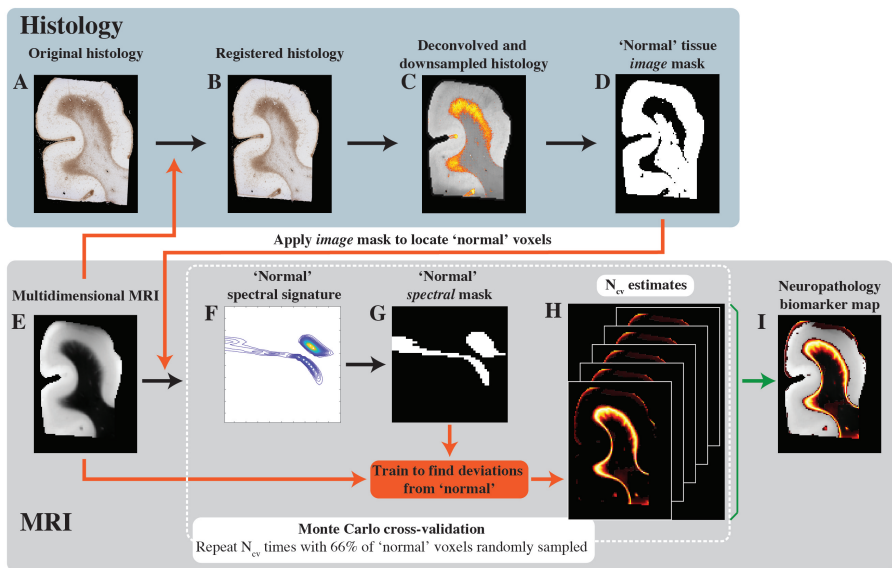 Histology
Original histology
Registered histology
Deconvolved and
downsampled histology
‘Normal’ tissue
image mask
A
B
C
D
Apply image mask to locate ‘normal’ voxels
Multidimensional MRI
‘Normal’
spectral signature
‘Normal’
spectral mask
N_cv estimates
Neuropathology
biomarker map
E
F
G
H
I
Train to find deviations
from ‘normal’
MRI
Monte Carlo cross-validation
Repeat N_cv times with 66% of ‘normal’ voxels randomly sampled